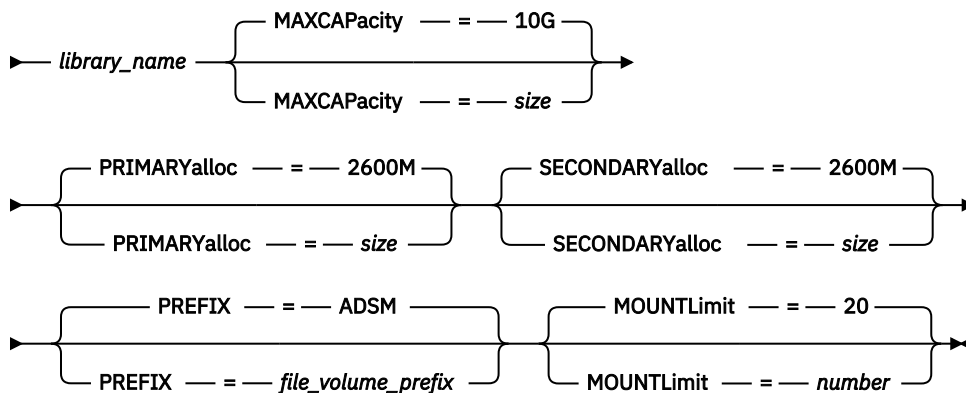 MAXCAPacity = 10G
library_name
MAXCAPacity = size
PRIMARYalloc = 2600M SECONDARYalloc = 2600M
PRIMARYalloc = size SECONDARYalloc = size
PREFIX = ADSM MOUNTLimit = 20
PREFIX = file_volume_prefix MOUNTLimit = number